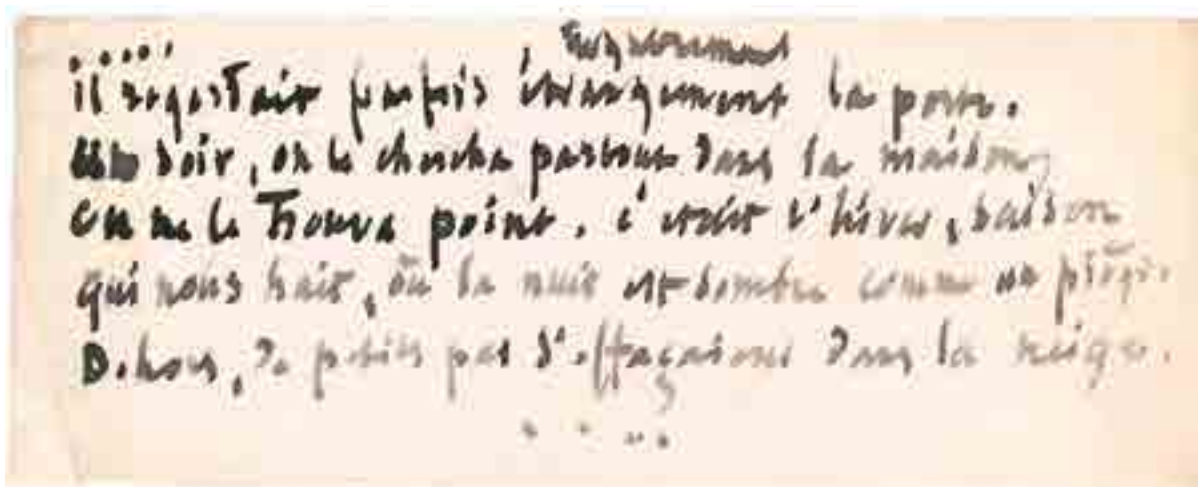 .....
il regardait parfois étrangement la porte.
Un soir, on le chercha partout dans la maison,
on ne le trouva point. c'était l'hiver, saison
qui nous hait, où la nuit est sombre comme un piège.
Dehors, de petits pas s'effaçaient dans la neige.
....